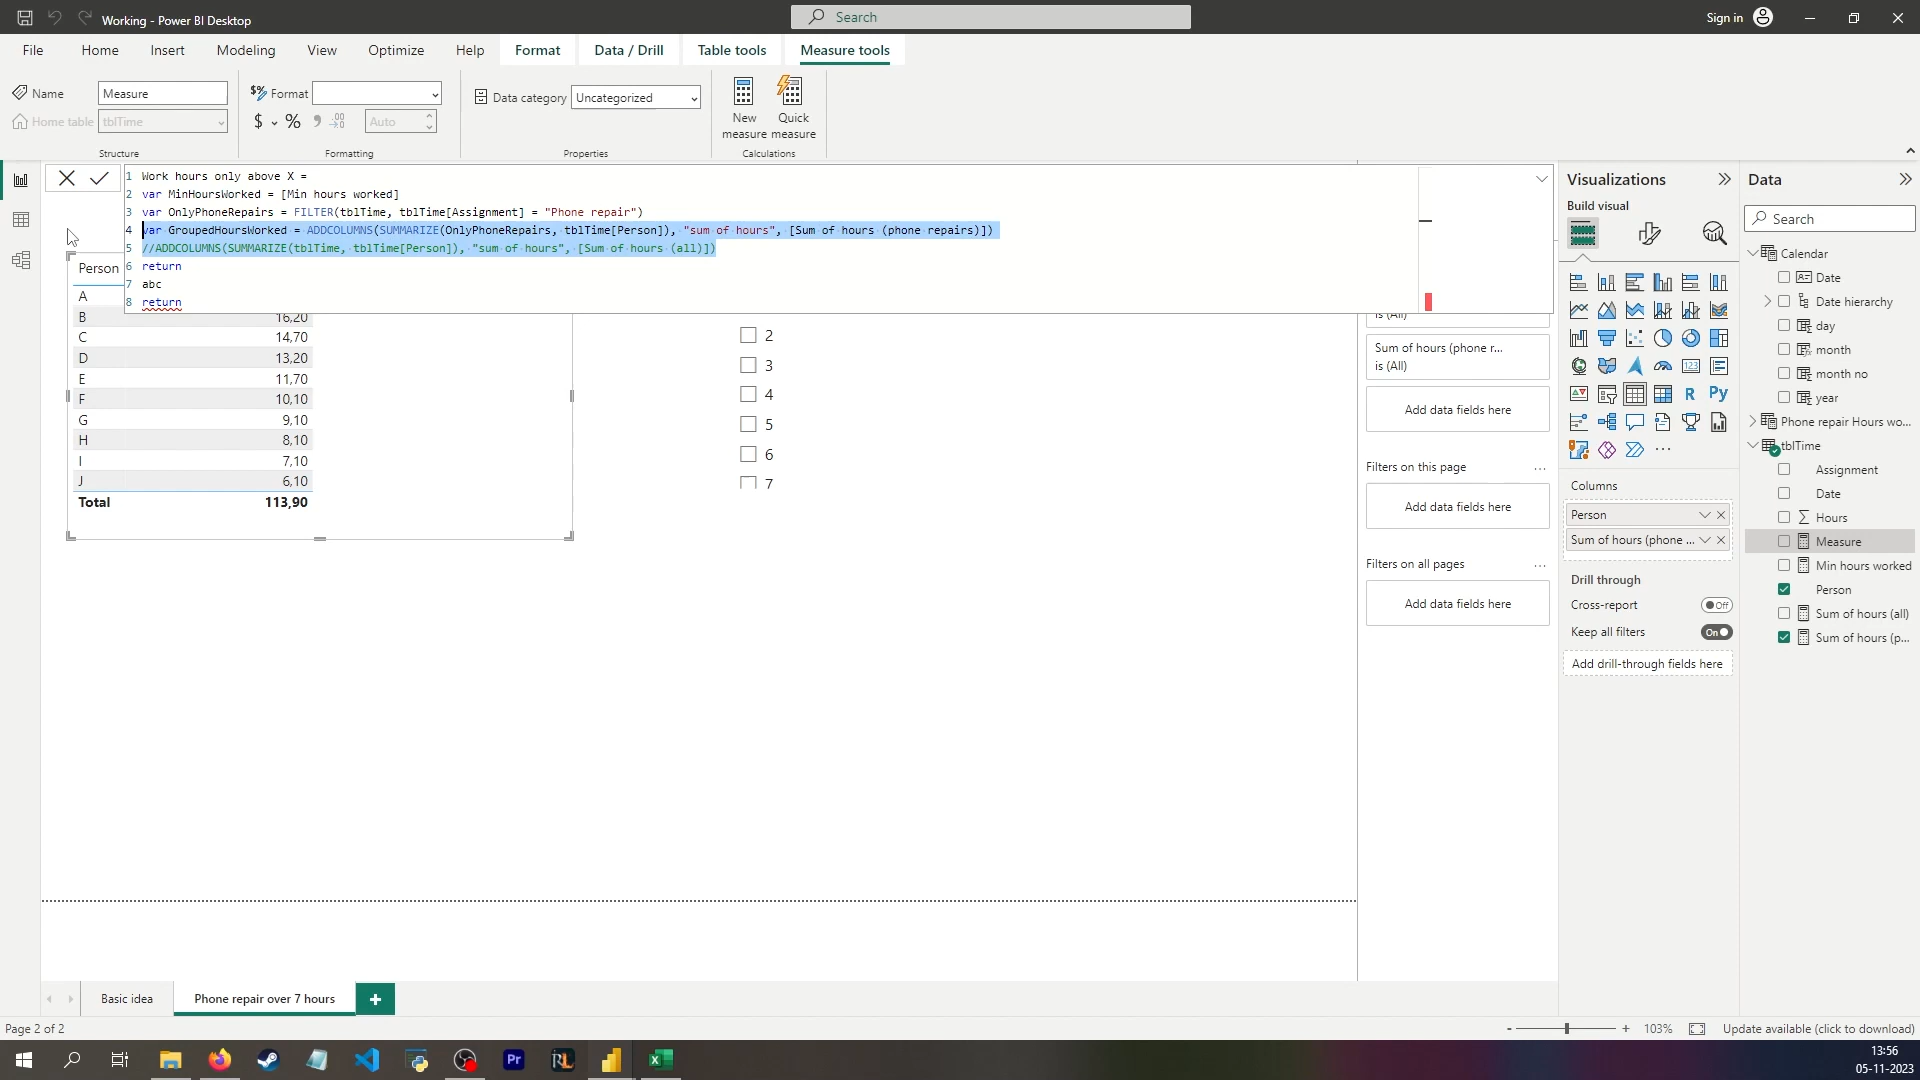 Working - Power BI Desktop
Search
Sign in
File
Home
Insert
Modeling
View
Optimize
Help
Format
Data / Drill
Table tools
Measure tools
Name
Measure
Home table
tblTime
Structure
$% Format
$
%
Auto
Formatting
Data category
Uncategorized
Properties
New measure
Quick measure
Calculations
1 Work hours only above X =
2 var MinHoursWorked = [Min hours worked]
3 var OnlyPhoneRepairs = FILTER(tblTime, tblTime[Assignment] = "Phone repair")
4 var GroupedHoursWorked = ADDCOLUMNS(SUMMARIZE(OnlyPhoneRepairs, tblTime[Person]), "sum of hours", [Sum of hours (phone repairs)])
5 //ADDCOLUMNS(SUMMARIZE(tblTime, tblTime[Person]), "sum of hours", [Sum of hours (all)])
6 return
7 abc
8 return
Person
A
B 16,20
C 14,70
D 13,20
E 11,70
F 10,10
G 9,10
H 8,10
I 7,10
J 6,10
Total 113,90
2
3
4
5
6
7
is (All)
Sum of hours (phone r...
is (All)
Add data fields here
Filters on this page ...
Add data fields here
Filters on all pages ...
Add data fields here
Visualizations
Build visual
R
Py
123
...
Columns
Person
Sum of hours (phone ...
Drill through
Cross-report
Off
Keep all filters
On
Add drill-through fields here
Data
Search
Calendar
Date
Date hierarchy
day
month
month no
year
Phone repair Hours wo...
tblTime
Assignment
Date
Hours
Measure
Min hours worked
Person
Sum of hours (all)
Sum of hours (p...
Basic idea
Phone repair over 7 hours
+
Page 2 of 2
-
+
103%
Update available (click to download)
Pr
RL
13:56
05-11-2023